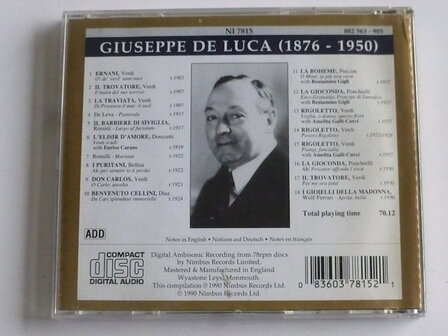 NI 7815
882 563 - 905
GIUSEPPE DE LUCA (1876 - 1950)
1 ERNANI, Verdi
O' de' verd' anni miei r.1907
2 IL TROVATORE, Verdi
Il balen del suo sorriso r.1907
3 LA TRAVIATA, Verdi
Di Provenza il mar, il suol r.1907
4 De Leva - Pastorale r.1917
5 IL BARBIERE DI SIVIGLIA,
Rossini - Largo al factotum r.1917
6 L'ELISIR D'AMORE, Donizetti
Venti scudi
with Enrico Caruso r.1919
7 Romilli - Marietta r.1922
8 I PURITANI, Bellini
Ah, per sempre io ti perdei r.1922
9 DON CARLOS, Verdi
O Carlo, ascolta r.1921
10 BENVENUTO CELLINI, Diaz
De l'art splendeur immortelle r.1924
11 LA BOHEME, Puccini
O Mimi, tu più non torni
with Beniamino Gigli r.1927
12 LA GIOCONDA, Ponchielli
Enzo Grimaldo, Principe di Santafior
with Beniamino Gigli r.1927
13 RIGOLETTO, Verdi
Veglia, o donna, questo fiore
with Amelita Galli-Curci r.1927
14 RIGOLETTO, Verdi
Povero Rigoletto
15 RIGOLETTO, Verdi
Piangi, fanciulla
with Amelita Galli-Curci
16 LA GIOCONDA, Ponchielli
Ah! Pescator affonda l'esca r.1930
17 IL TROVATORE, Verdi
Per me ora fatal r.1930
18 I GIOIELLI DELLA MADONNA,
Wolf-Ferrari - Aprila, bella r.1930
Total playing time 70.12
ADD
Notes in English • Notizen auf Deutsch • Notes en français
COMPACT
disc
DIGITAL AUDIO
Digital Ambisonic Recording from 78rpm discs
by Nimbus Records Limited.
Mastered & Manufactured in England.
Wyastone Leys, Monmouth.
This compilation ℗ 1990 Nimbus Records
© 1990 Nimbus Records
0 83603 78152 1